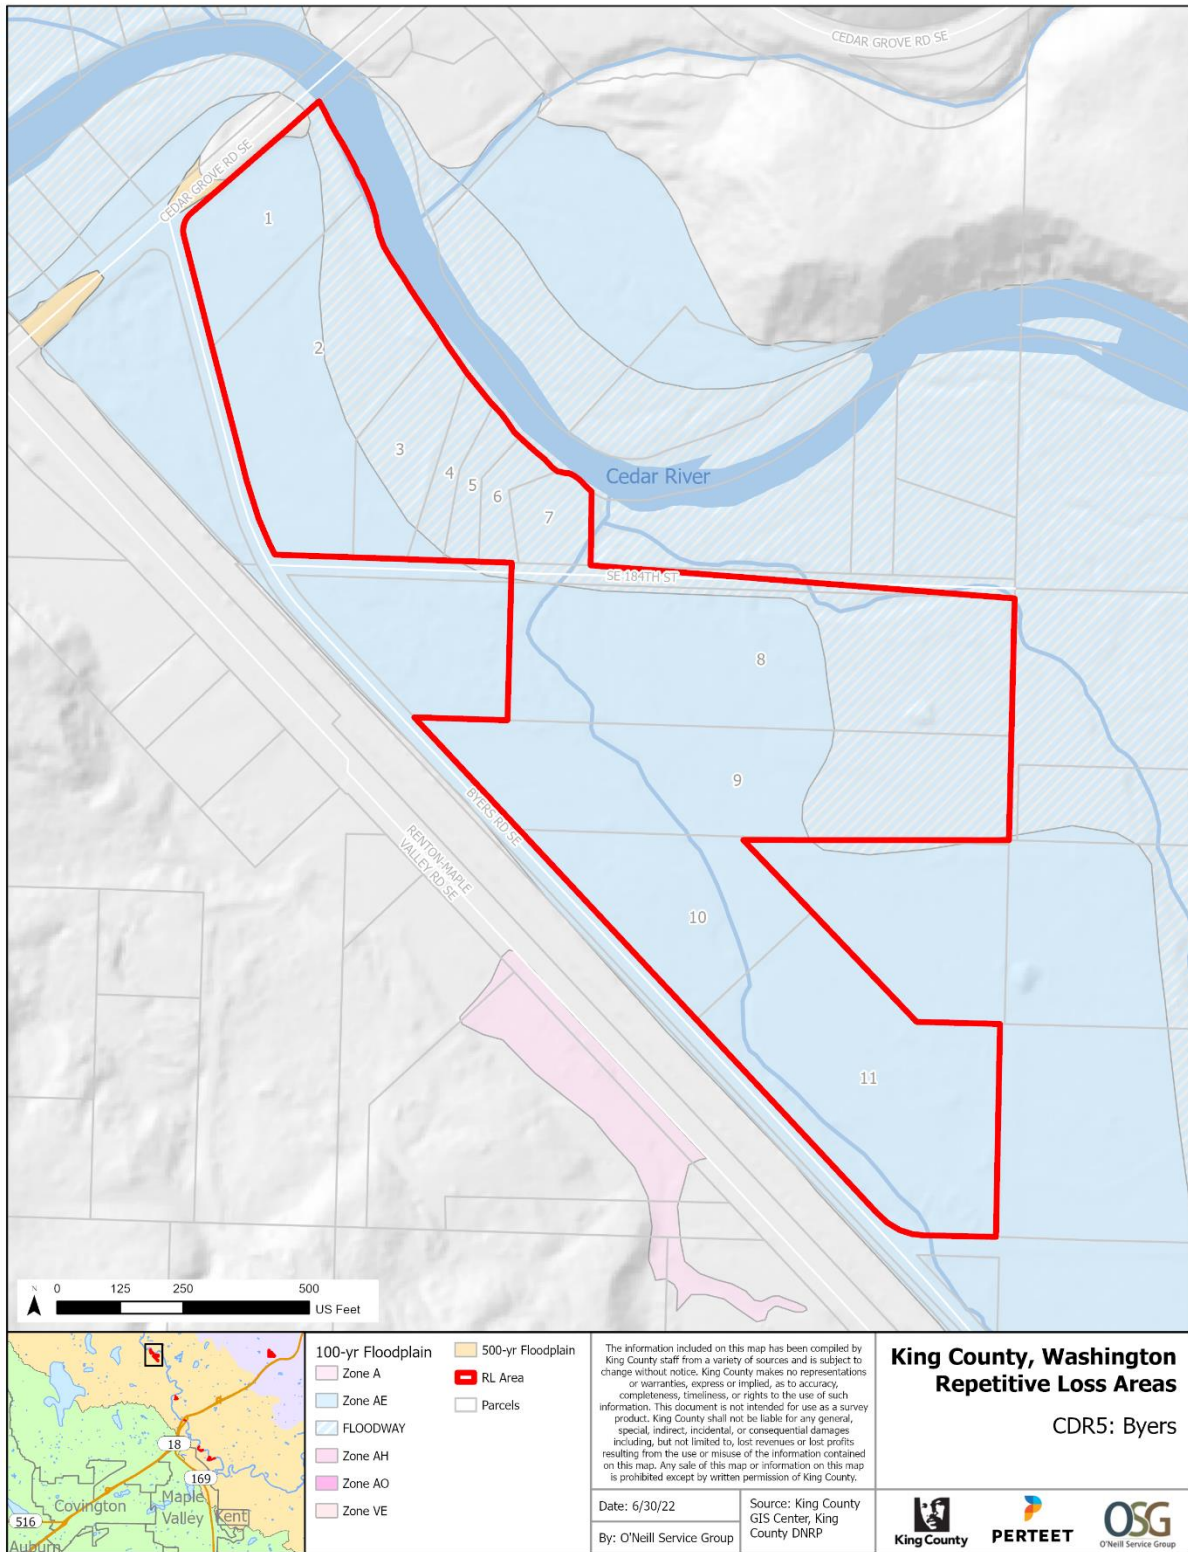 CEDAR GROVE RD SE
CEDAR GROVE RD SE
1
2
3
4
5
6
7
Cedar River
SE 184TH ST
8
9
BYERS RD SE
RENTON-MAPLE
VALLEY RD SE
10
11
N
0 125 250 500
US Feet
18
169
516
Covington
Maple
Valley
Kent
Auburn
100-yr Floodplain
Zone A
Zone AE
FLOODWAY
Zone AH
Zone AO
Zone VE
500-yr Floodplain
RL Area
Parcels
The information included on this map has been compiled by
King County staff from a variety of sources and is subject to
change without notice. King County makes no representations
or warranties, express or implied, as to accuracy,
completeness, timeliness, or rights to the use of such
information. This document is not intended for use as a survey
product. King County shall not be liable for any general,
special, indirect, incidental, or consequential damages
including, but not limited to, lost revenues or lost profits
resulting from the use or misuse of the information contained
on this map. Any sale of this map or information on this map
is prohibited except by written permission of King County.
Date: 6/30/22
By: O'Neill Service Group
Source: King County
GIS Center, King
County DNRP
King County, Washington
Repetitive Loss Areas
CDR5: Byers
King County
PERTEET
OSG
O'Neill Service Group